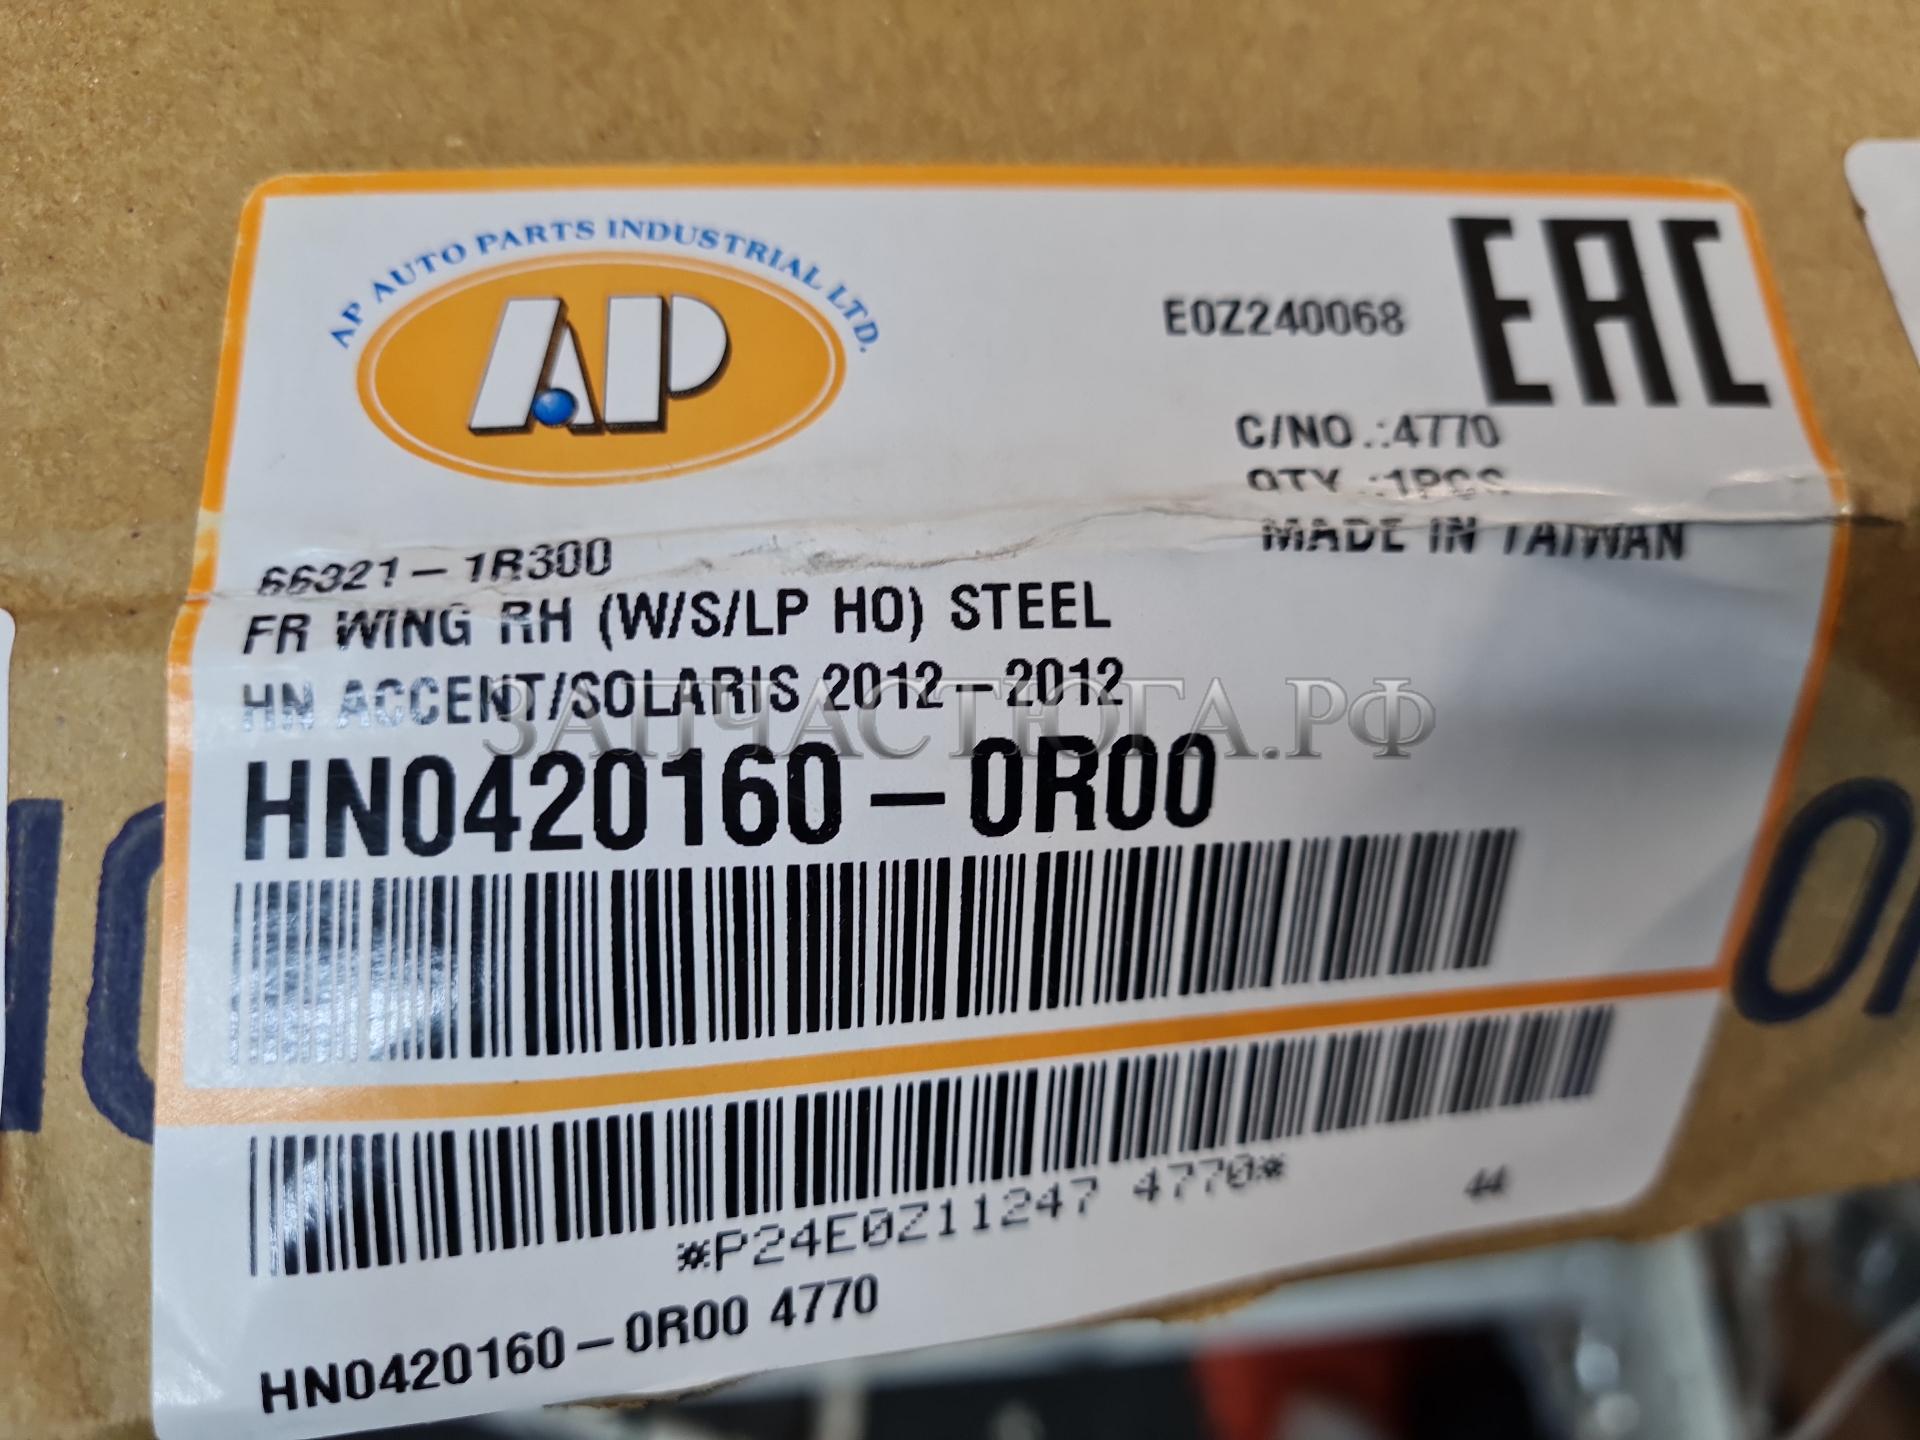 AP AUTO PARTS INDUSTRIAL LTD.
AP
EAC
E0Z240068
C/NO.:4770
QTY.:1PCS
MADE IN TAIWAN
66321-1R300
FR WING RH (W/S/LP HO) STEEL
HN ACCENT/SOLARIS 2012-2012
ЗАПЧАСТЮГА.РФ
HN0420160-0R00
*P24E0Z11247 4770*
44
HN0420160-0R00 4770